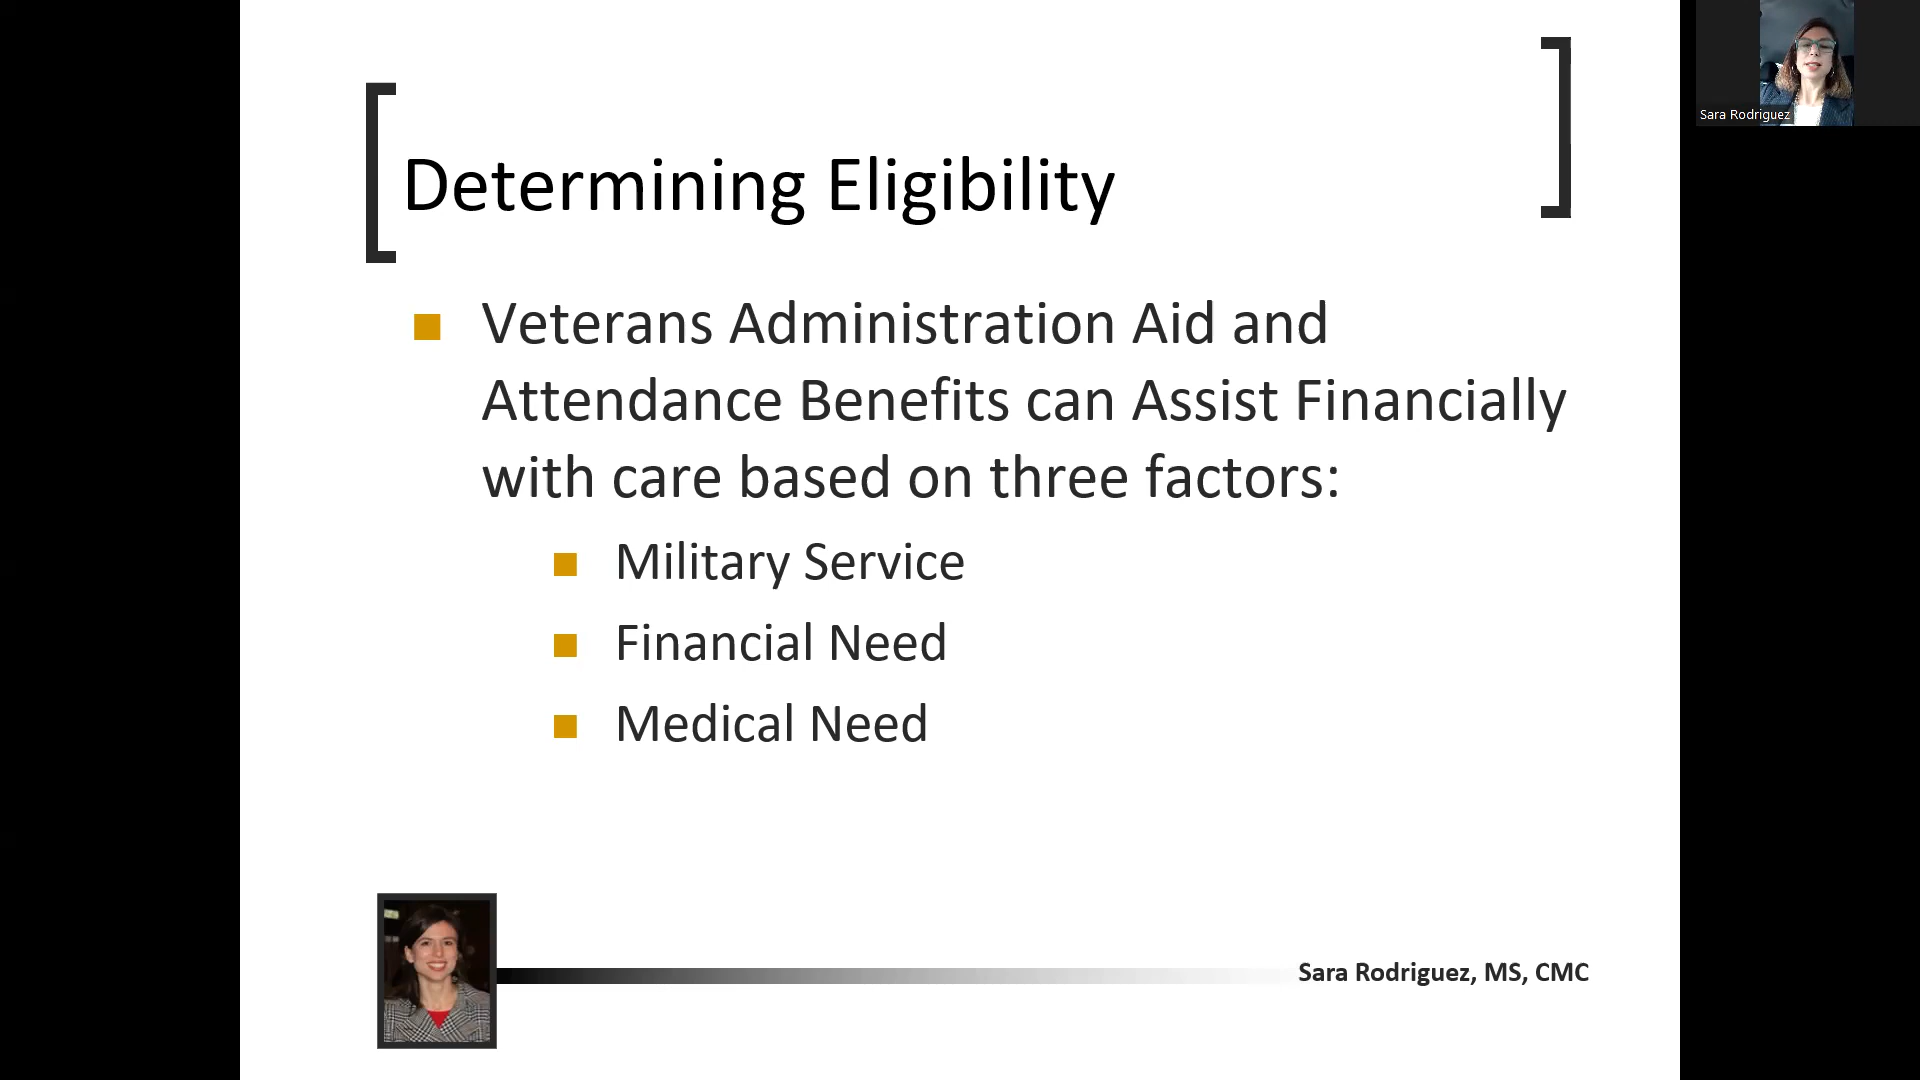 Sara Rodriguez
Determining Eligibility
Veterans Administration Aid and
Attendance Benefits can Assist Financially
with care based on three factors:
Military Service
Financial Need
Medical Need
Sara Rodriguez, MS, CMC